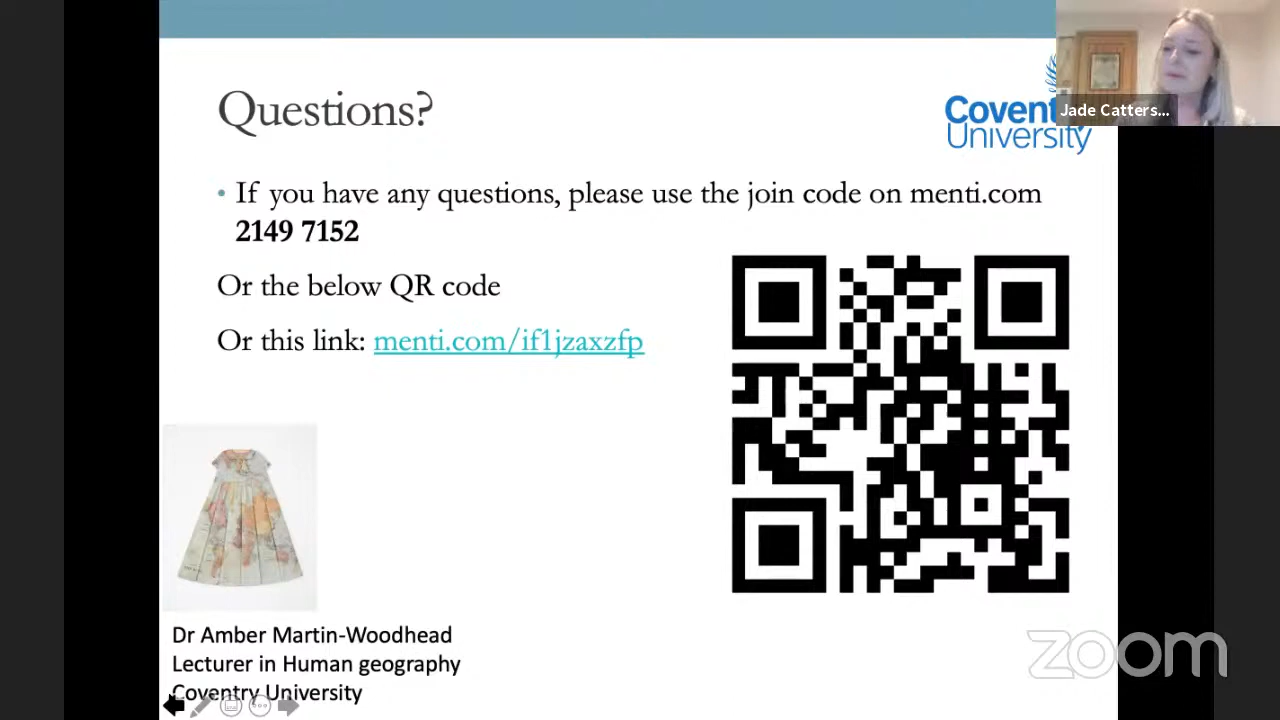 Questions?
Coventry
University
Jade Catters...
• If you have any questions, please use the join code on menti.com
2149 7152
Or the below QR code
Or this link: menti.com/if1jzaxzfp
Dr Amber Martin-Woodhead
Lecturer in Human geography
Coventry University
zoom